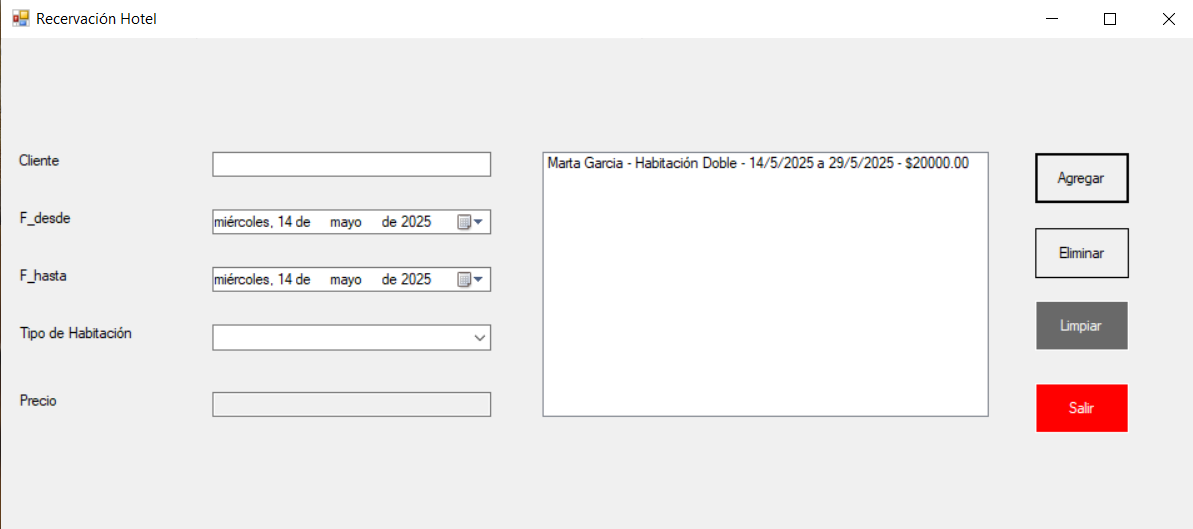 Recervación Hotel
Cliente
F_desde
miércoles, 14 de mayo de 2025
F_hasta
miércoles, 14 de mayo de 2025
Tipo de Habitación
Precio
Marta Garcia - Habitación Doble - 14/5/2025 a 29/5/2025 - $20000.00
Agregar
Eliminar
Limpiar
Salir